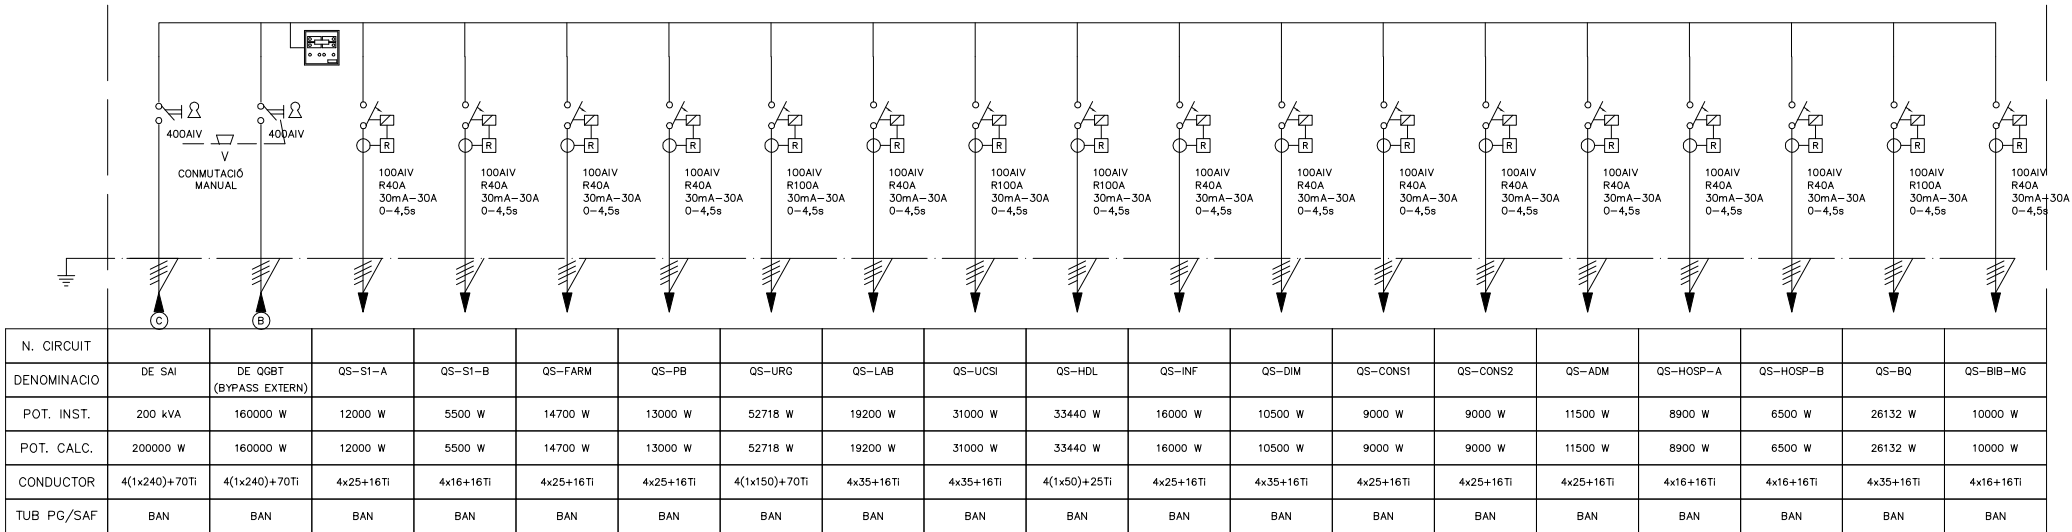 400AIV
400AIV
V
CONMUTACIÓ
MANUAL
R
100AIV
R40A
30mA-30A
0-4,5s
R
100AIV
R40A
30mA-30A
0-4,5s
R
100AIV
R40A
30mA-30A
0-4,5s
R
100AIV
R40A
30mA-30A
0-4,5s
R
100AIV
R100A
30mA-30A
0-4,5s
R
100AIV
R40A
30mA-30A
0-4,5s
R
100AIV
R100A
30mA-30A
0-4,5s
R
100AIV
R100A
30mA-30A
0-4,5s
R
100AIV
R40A
30mA-30A
0-4,5s
R
100AIV
R40A
30mA-30A
0-4,5s
R
100AIV
R40A
30mA-30A
0-4,5s
R
100AIV
R40A
30mA-30A
0-4,5s
R
100AIV
R40A
30mA-30A
0-4,5s
R
100AIV
R40A
30mA-30A
0-4,5s
R
100AIV
R40A
30mA-30A
0-4,5s
R
100AIV
R100A
30mA-30A
0-4,5s
R
100AIV
R40A
30mA-30A
0-4,5s
C B
N. CIRCUIT
DENOMINACIO DE SAI DE QGBT (BYPASS EXTERN) QS-S1-A QS-S1-B QS-FARM QS-PB QS-URG QS-LAB QS-UCSI QS-HDL QS-INF QS-DIM QS-CONS1 QS-CONS2 QS-ADM QS-HOSP-A QS-HOSP-B QS-BQ QS-BIB-MG
POT. INST. 200 kVA 160000 W 12000 W 5500 W 14700 W 13000 W 52718 W 19200 W 31000 W 33440 W 16000 W 10500 W 9000 W 9000 W 11500 W 8900 W 6500 W 26132 W 10000 W
POT. CALC. 200000 W 160000 W 12000 W 5500 W 14700 W 13000 W 52718 W 19200 W 31000 W 33440 W 16000 W 10500 W 9000 W 9000 W 11500 W 8900 W 6500 W 26132 W 10000 W
CONDUCTOR 4(1x240)+70Ti 4(1x240)+70Ti 4x25+16Ti 4x16+16Ti 4x25+16Ti 4x25+16Ti 4(1x150)+70Ti 4x35+16Ti 4x35+16Ti 4(1x50)+25Ti 4x25+16Ti 4x35+16Ti 4x25+16Ti 4x25+16Ti 4x25+16Ti 4x16+16Ti 4x16+16Ti 4x35+16Ti 4x16+16Ti
TUB PG/SAF BAN BAN BAN BAN BAN BAN BAN BAN BAN BAN BAN BAN BAN BAN BAN BAN BAN BAN BAN